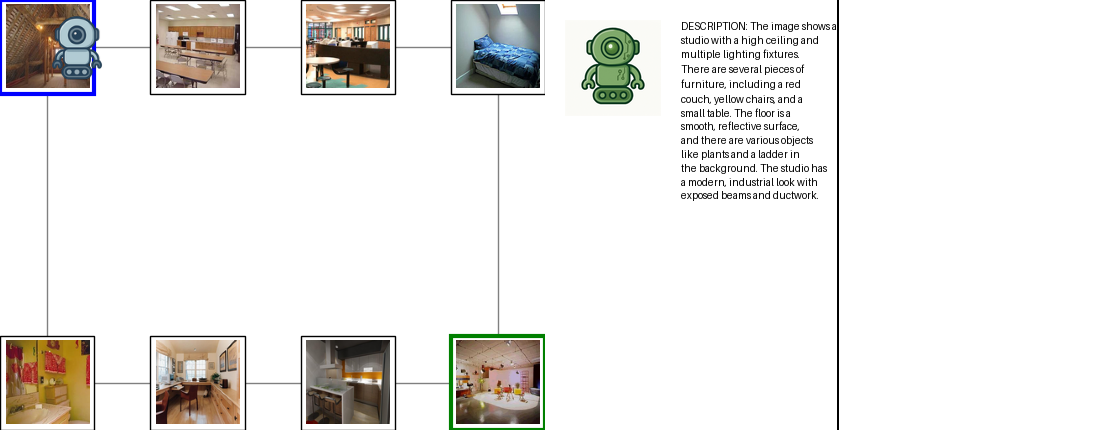 DESCRIPTION: The image shows a
studio with a high ceiling and
multiple lighting fixtures.
There are several pieces of
furniture, including a red
couch, yellow chairs, and a
small table. The floor is a
smooth, reflective surface,
and there are various objects
like plants and a ladder in
the background. The studio has
a modern, industrial look with
exposed beams and ductwork.